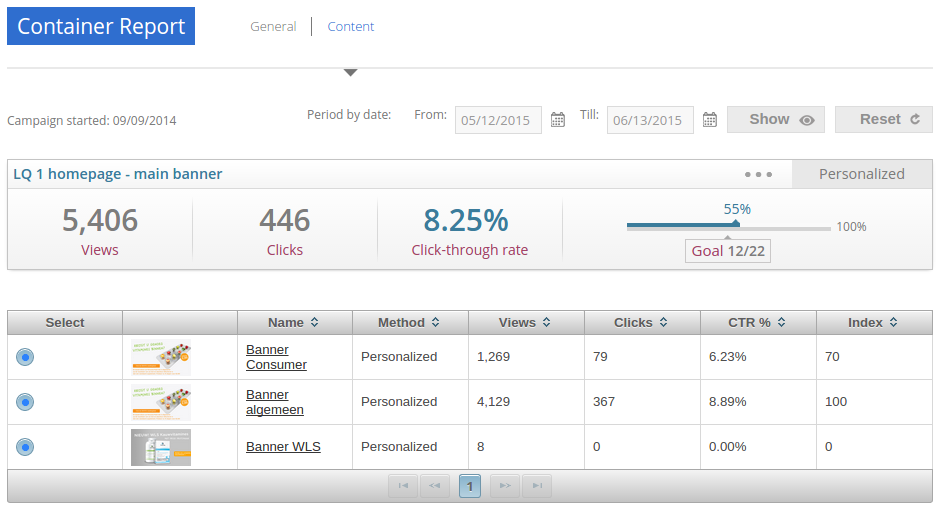 Container Report
General | Content
Campaign started: 09/09/2014
Period by date: From: 05/12/2015 Till: 06/13/2015 Show Reset
LQ 1 homepage - main banner ••• Personalized
5,406 446 8.25% 55% 100%
Views Clicks Click-through rate Goal 12/22
Select Name Method Views Clicks CTR % Index
Banner Consumer Personalized 1,269 79 6.23% 70
Banner algemeen Personalized 4,129 367 8.89% 100
Banner WLS Personalized 8 0 0.00% 0
1